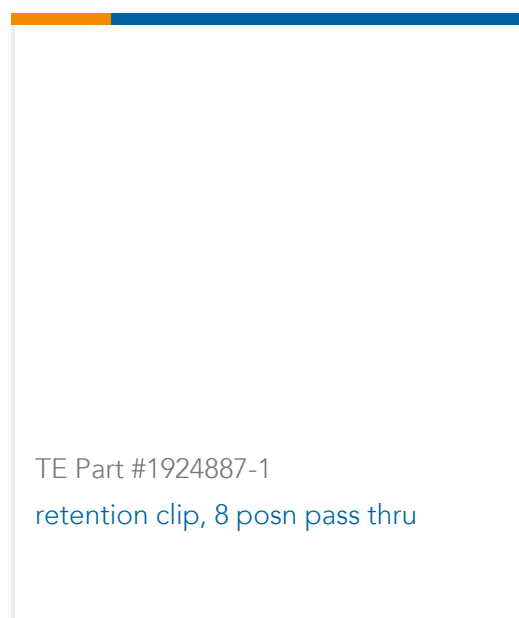 TE Part #1924887-1
retention clip, 8 posn pass thru